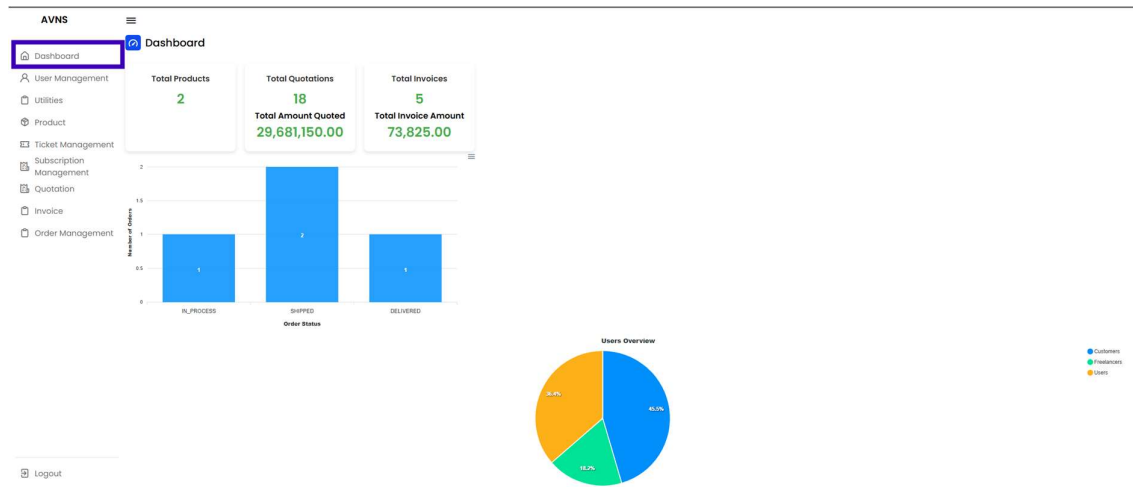 AVNS
Dashboard
User Management
Utilities
Product
Ticket Management
Subscription
Management
Quotation
Invoice
Order Management
Logout
Dashboard
Total Products
2
Total Quotations
18
Total Amount Quoted
29,681,150.00
Total Invoices
5
Total Invoice Amount
73,825.00
Number of Orders
2
1.5
1
0.5
0
1
2
1
IN_PROCESS
SHIPPED
DELIVERED
Order Status
Users Overview
36.4%
45.5%
18.2%
Customers
Freelancers
Users